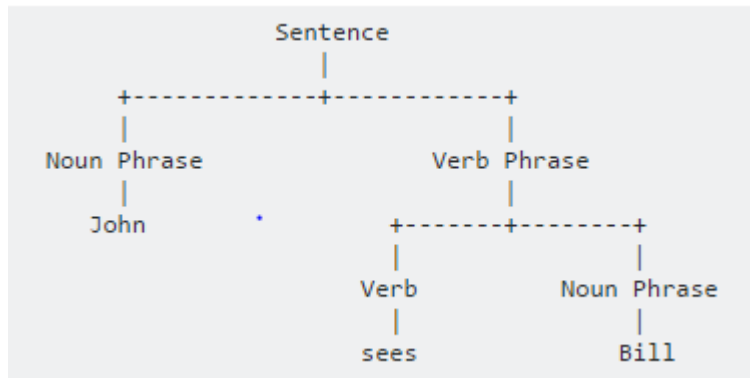 Sentence
Noun Phrase Verb Phrase
John
Verb Noun Phrase
sees Bill